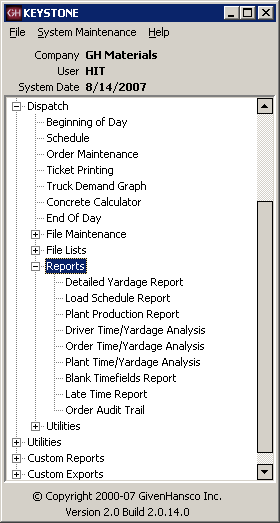 GH KEYSTONE
File System Maintenance Help
Company GH Materials
User HIT
System Date 8/14/2007
Dispatch
Beginning of Day
Schedule
Order Maintenance
Ticket Printing
Truck Demand Graph
Concrete Calculator
End Of Day
File Maintenance
File Lists
Reports
Detailed Yardage Report
Load Schedule Report
Plant Production Report
Driver Time/Yardage Analysis
Order Time/Yardage Analysis
Plant Time/Yardage Analysis
Blank Timefields Report
Late Time Report
Order Audit Trail
Utilities
Utilities
Custom Reports
Custom Exports
© Copyright 2000-07 GivenHansco Inc.
Version 2.0 Build 2.0.14.0